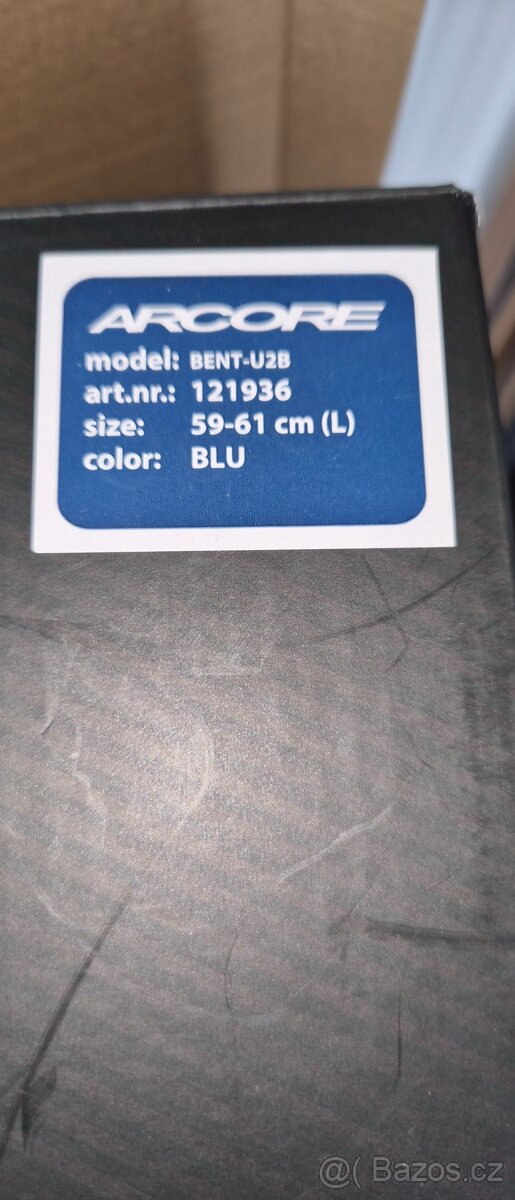 ARCORE
model: BENT-U2B
art.nr.: 121936
size: 59-61 cm (L)
color: BLU
@( Bazos.cz